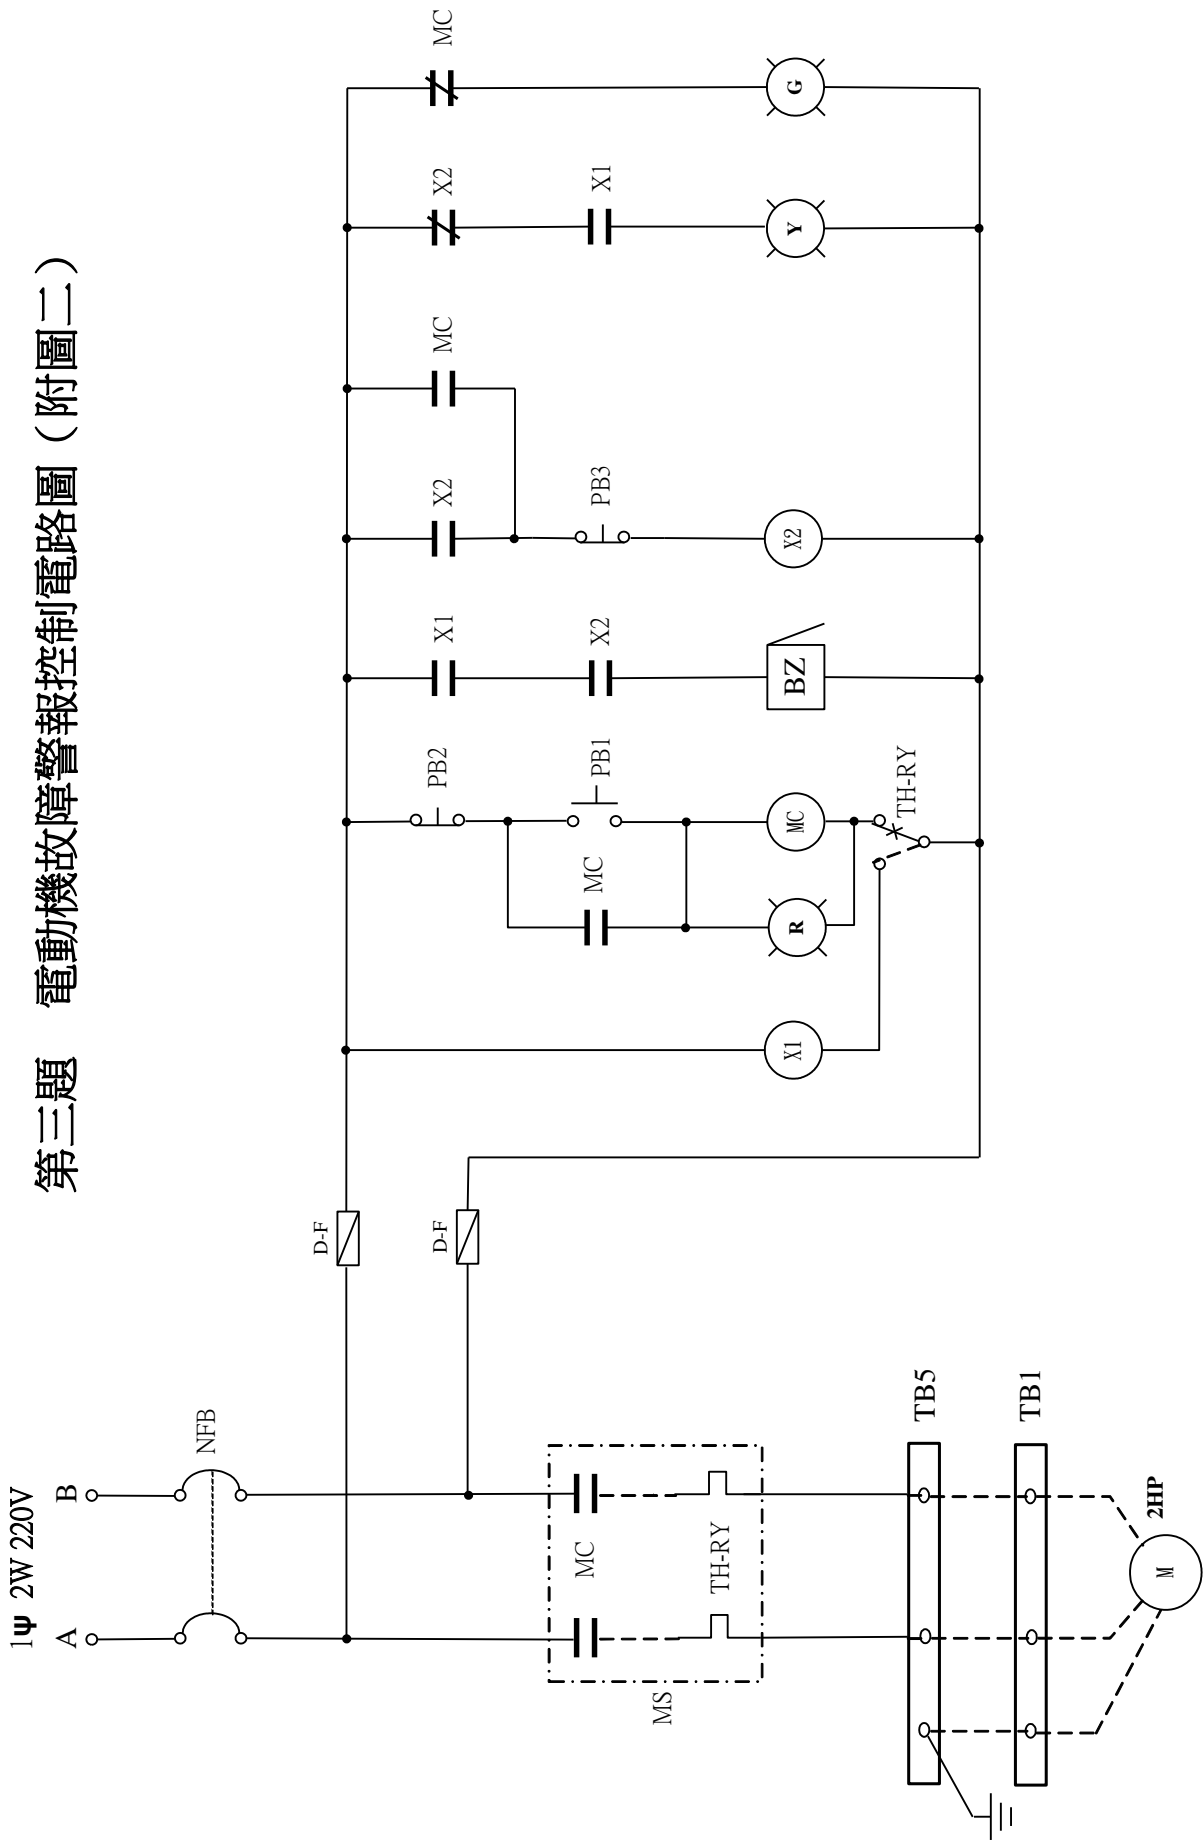 第三題 電動機故障警報控制電路圖（附圖二）
1ψ 2W 220V
A
B
NFB
D-F
D-F
MC
TH-RY
MS
TB5
TB1
2HP
M
X1
PB2
PB1
MC
MC
R
TH-RY
X1
X2
BZ
X2
MC
PB3
X2
X2
X1
Y
MC
G